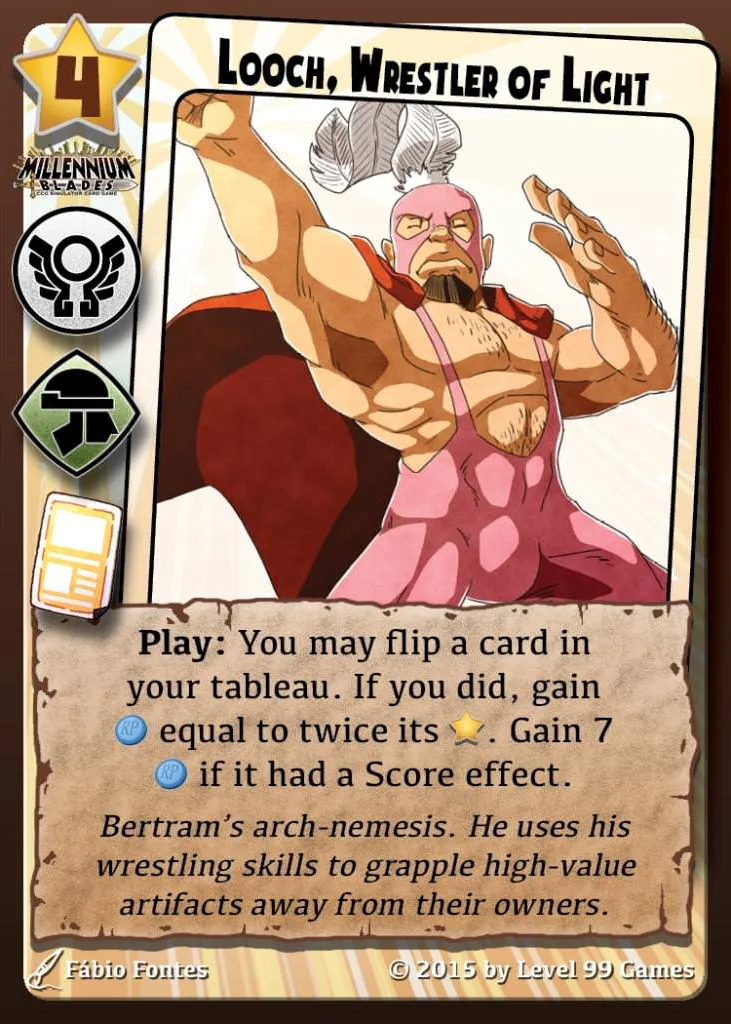 4
LOOCH, WRESTLER OF LIGHT
MILLENNIUM
BLADES
CCG SIMULATOR CARD GAME
Play: You may flip a card in
your tableau. If you did, gain
RP equal to twice its . Gain 7
RP if it had a Score effect.
Bertram's arch-nemesis. He uses his
wrestling skills to grapple high-value
artifacts away from their owners.
Fábio Fontes
© 2015 by Level 99 Games